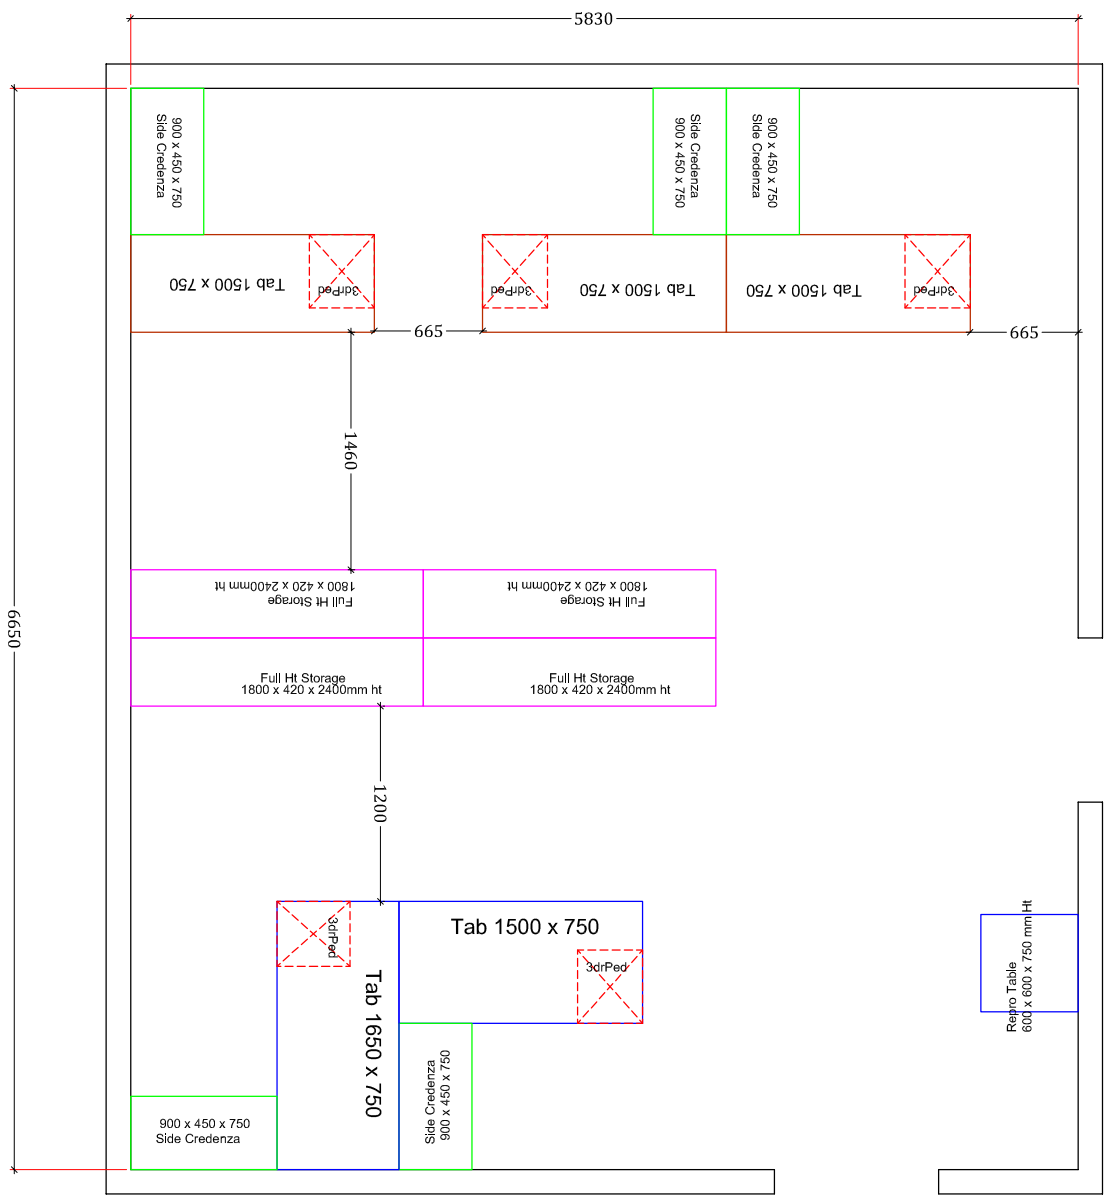 5830
900 x 450 x 750
Side Credenza
Side Credenza
900 x 450 x 750
900 x 450 x 750
Side Credenza
Tab 1500 x 750
3drPed
3drPed
Tab 1500 x 750
Tab 1500 x 750
3drPed
665
665
1460
6650
Full Ht Storage
1800 x 420 x 2400mm ht
Full Ht Storage
1800 x 420 x 2400mm ht
Full Ht Storage
1800 x 420 x 2400mm ht
Full Ht Storage
1800 x 420 x 2400mm ht
1200
3drPed
Tab 1500 x 750
3drPed
Tab 1650 x 750
Repro Table
600 x 600 x 750 mm Ht
Side Credenza
900 x 450 x 750
900 x 450 x 750
Side Credenza